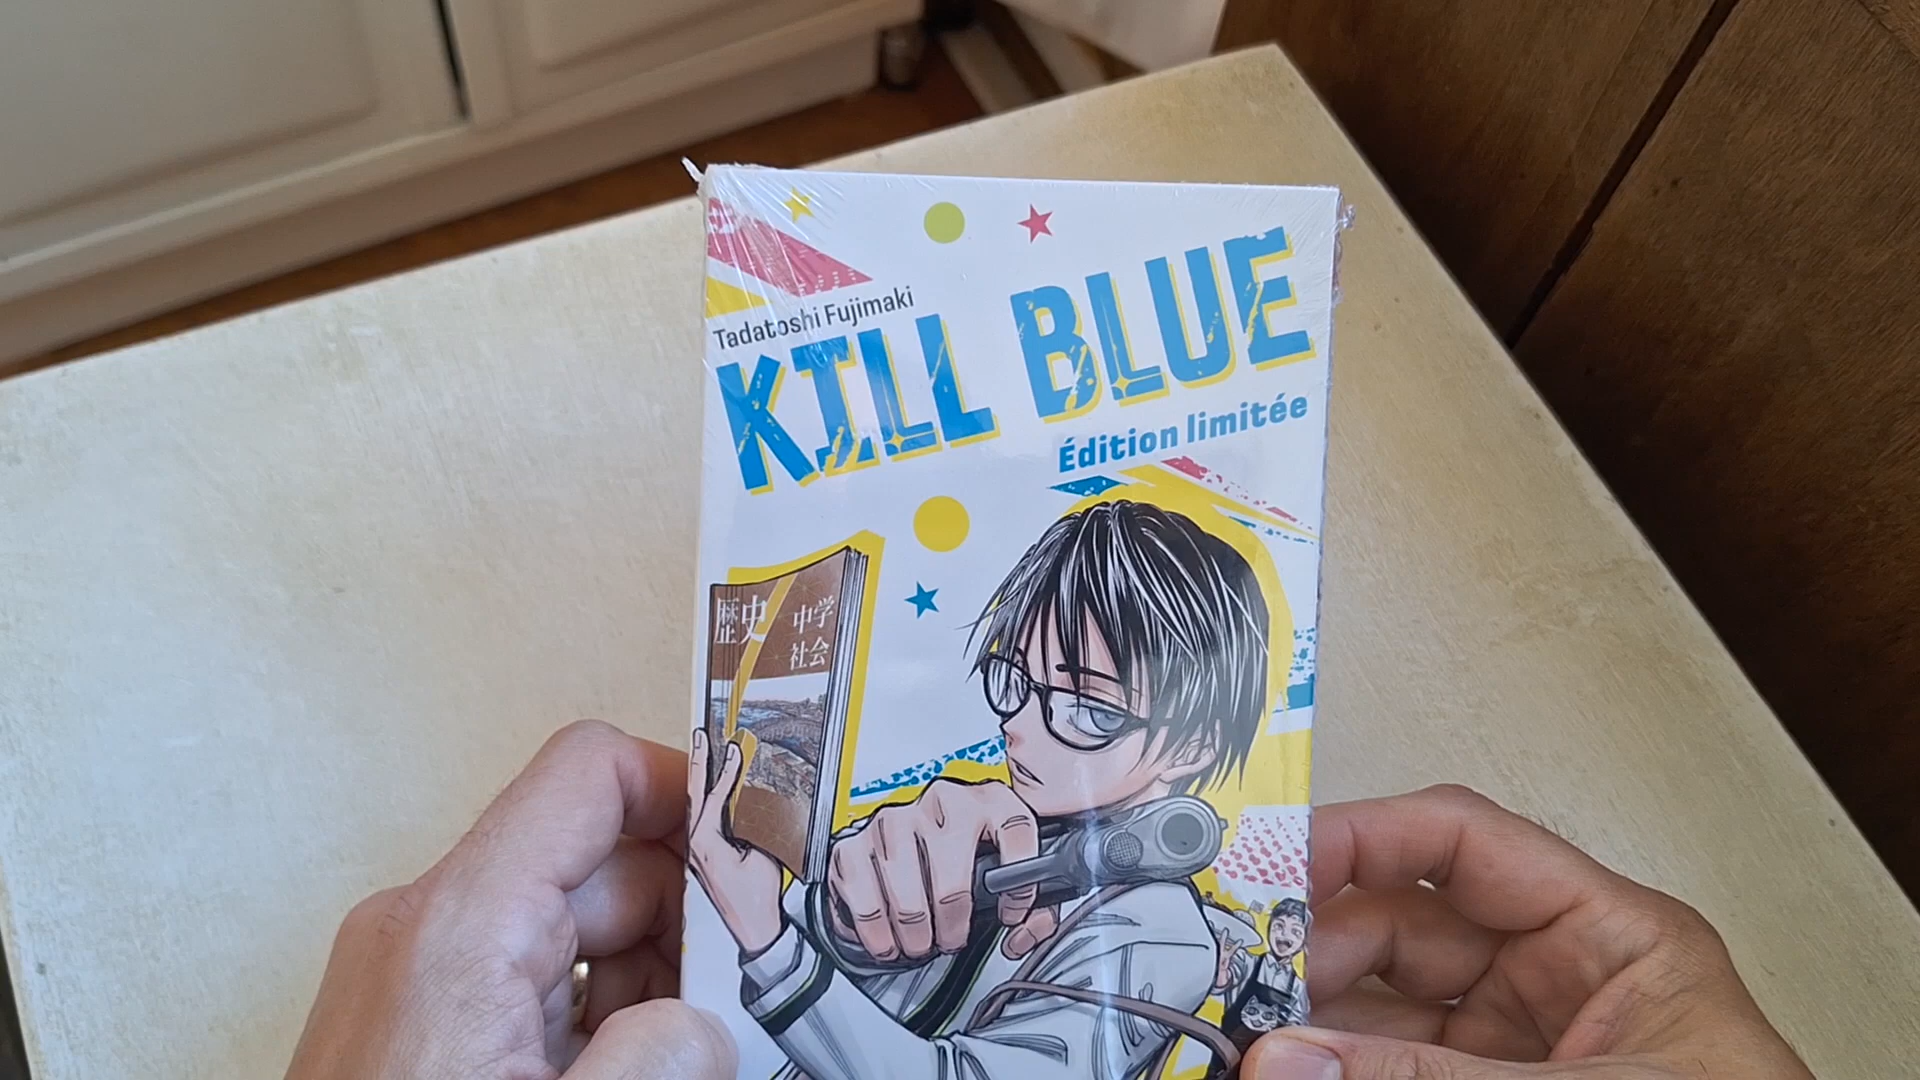 Tadatoshi Fujimaki
KILL BLUE
Édition limitée
歴史
中学
社会